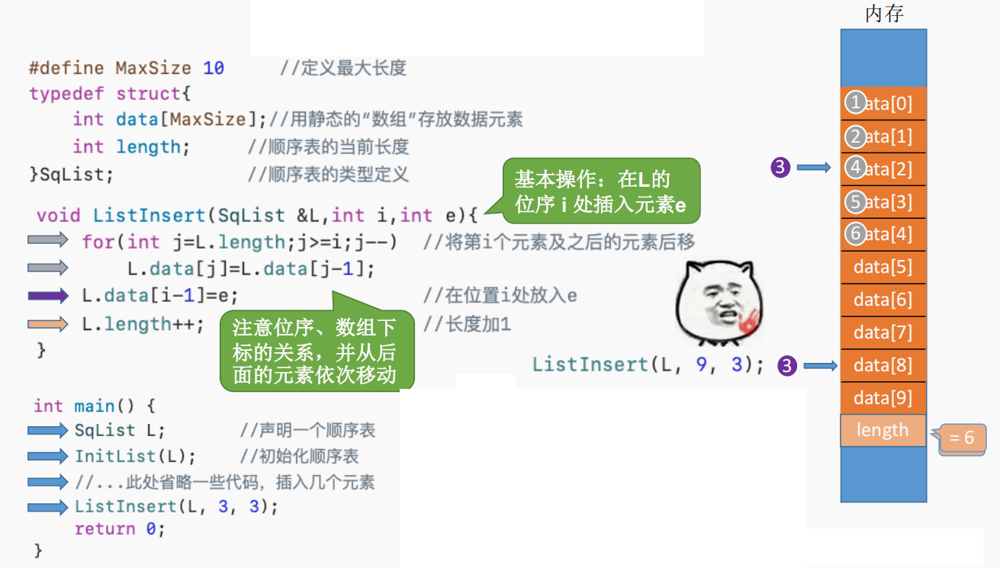 内存
#define MaxSize 10 //定义最大长度
typedef struct{
int data[MaxSize];//用静态的“数组”存放数据元素
int length; //顺序表的当前长度
}SqList; //顺序表的类型定义
基本操作：在L的
位序 i 处插入元素e
void ListInsert(SqList &L,int i,int e){
for(int j=L.length;j>=i;j--) //将第i个元素及之后的元素后移
L.data[j]=L.data[j-1];
L.data[i-1]=e; //在位置i处放入e
L.length++; //长度加1
}
注意位序、数组下
标的关系，并从后
面的元素依次移动
ListInsert(L, 9, 3);
int main() {
SqList L; //声明一个顺序表
InitList(L); //初始化顺序表
//...此处省略一些代码，插入几个元素
ListInsert(L, 3, 3);
return 0;
}
1 ata[0]
2 ata[1]
3 4 ata[2]
5 ata[3]
6 ata[4]
data[5]
data[6]
data[7]
3 data[8]
data[9]
length = 6